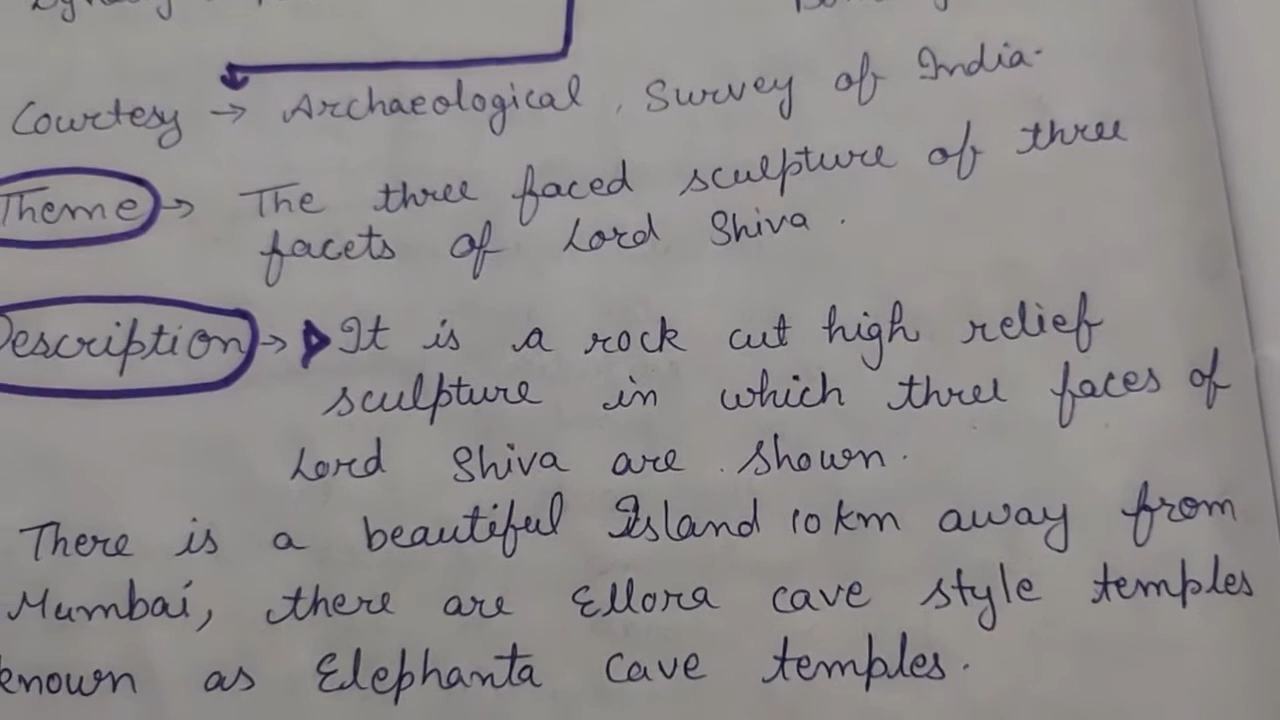 Courtesy → Archaeological Survey of India.
Theme → The three faced sculpture of three
facets of Lord Shiva.
Description → It is a rock cut high relief
sculpture in which three faces of
Lord Shiva are shown.
There is a beautiful Island 10 km away from
Mumbai, there are Ellora cave style temples
known as Elephanta cave temples.